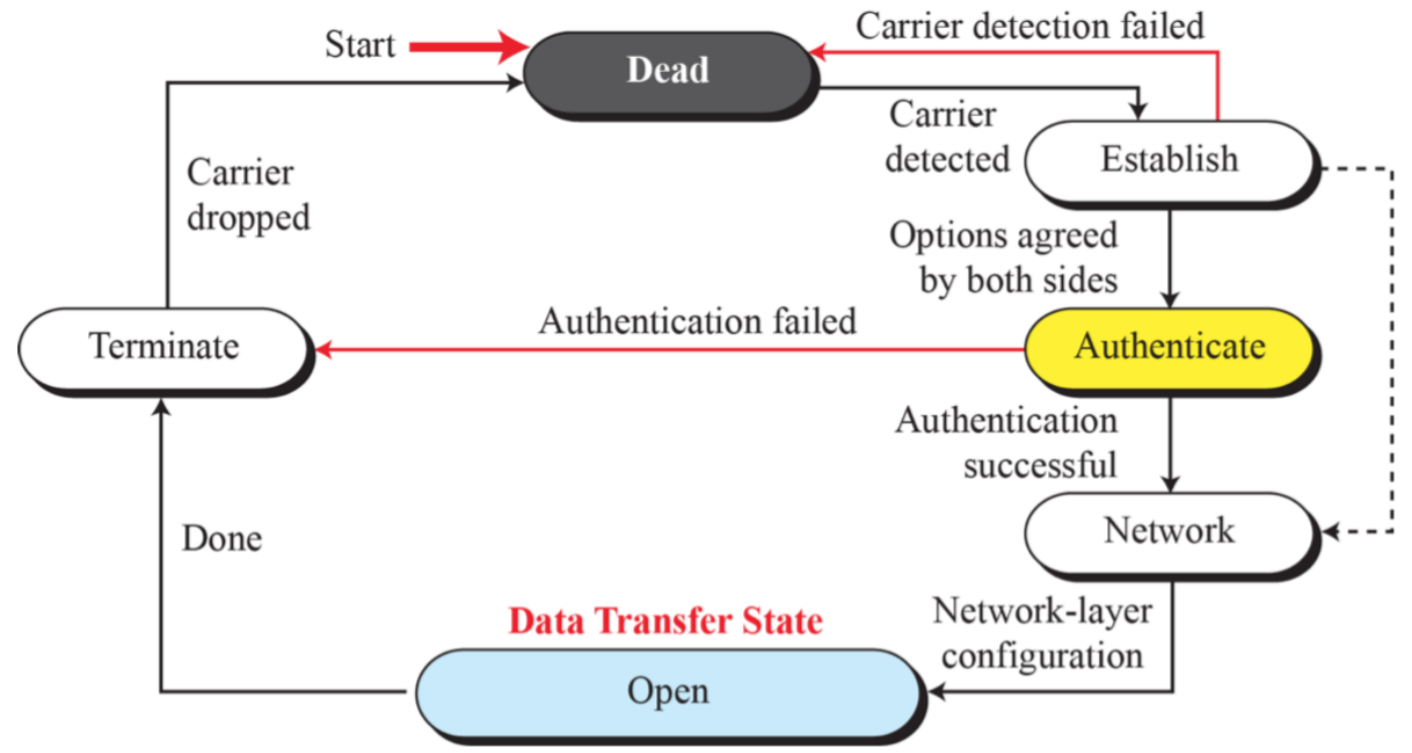 Carrier detection failed
Start
Dead
Carrier
detected
Establish
Carrier
dropped
Options agreed
by both sides
Terminate
Authentication failed
Authenticate
Authentication
successful
Network
Done
Data Transfer State
Network-layer
configuration
Open